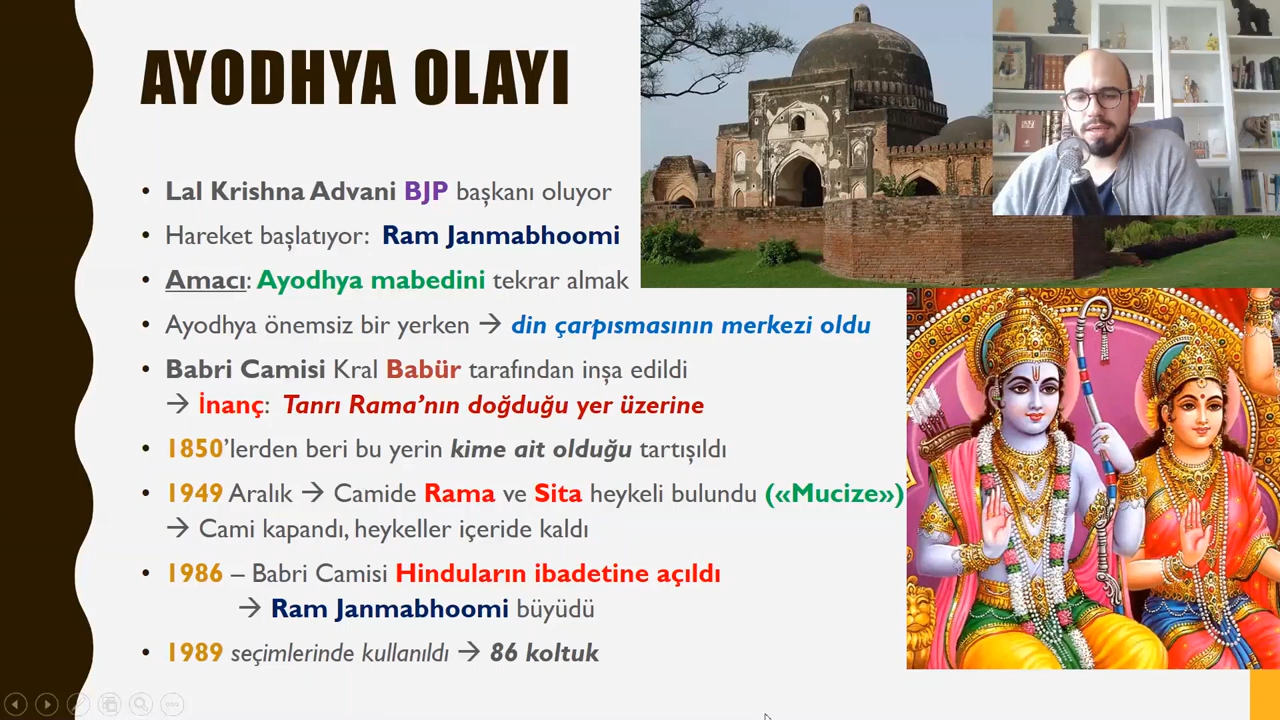 AYODHYA OLAYI
• Lal Krishna Advani BJP başkanı oluyor
• Hareket başlatıyor: Ram Janmabhoomi
• Amacı: Ayodhya mabedini tekrar almak
• Ayodhya önemsiz bir yerken → din çarpısmasının merkezi oldu
• Babri Camisi Kral Babür tarafından inşa edildi
→ İnanç: Tanrı Rama’nın doğduğu yer üzerine
• 1850’lerden beri bu yerin kime ait olduğu tartışıldı
• 1949 Aralık → Camide Rama ve Sita heykeli bulundu («Mucize»)
→ Cami kapandı, heykeller içeride kaldı
• 1986 – Babri Camisi Hinduların ibadetine açıldı
→ Ram Janmabhoomi büyüdü
• 1989 seçimlerinde kullanıldı → 86 koltuk